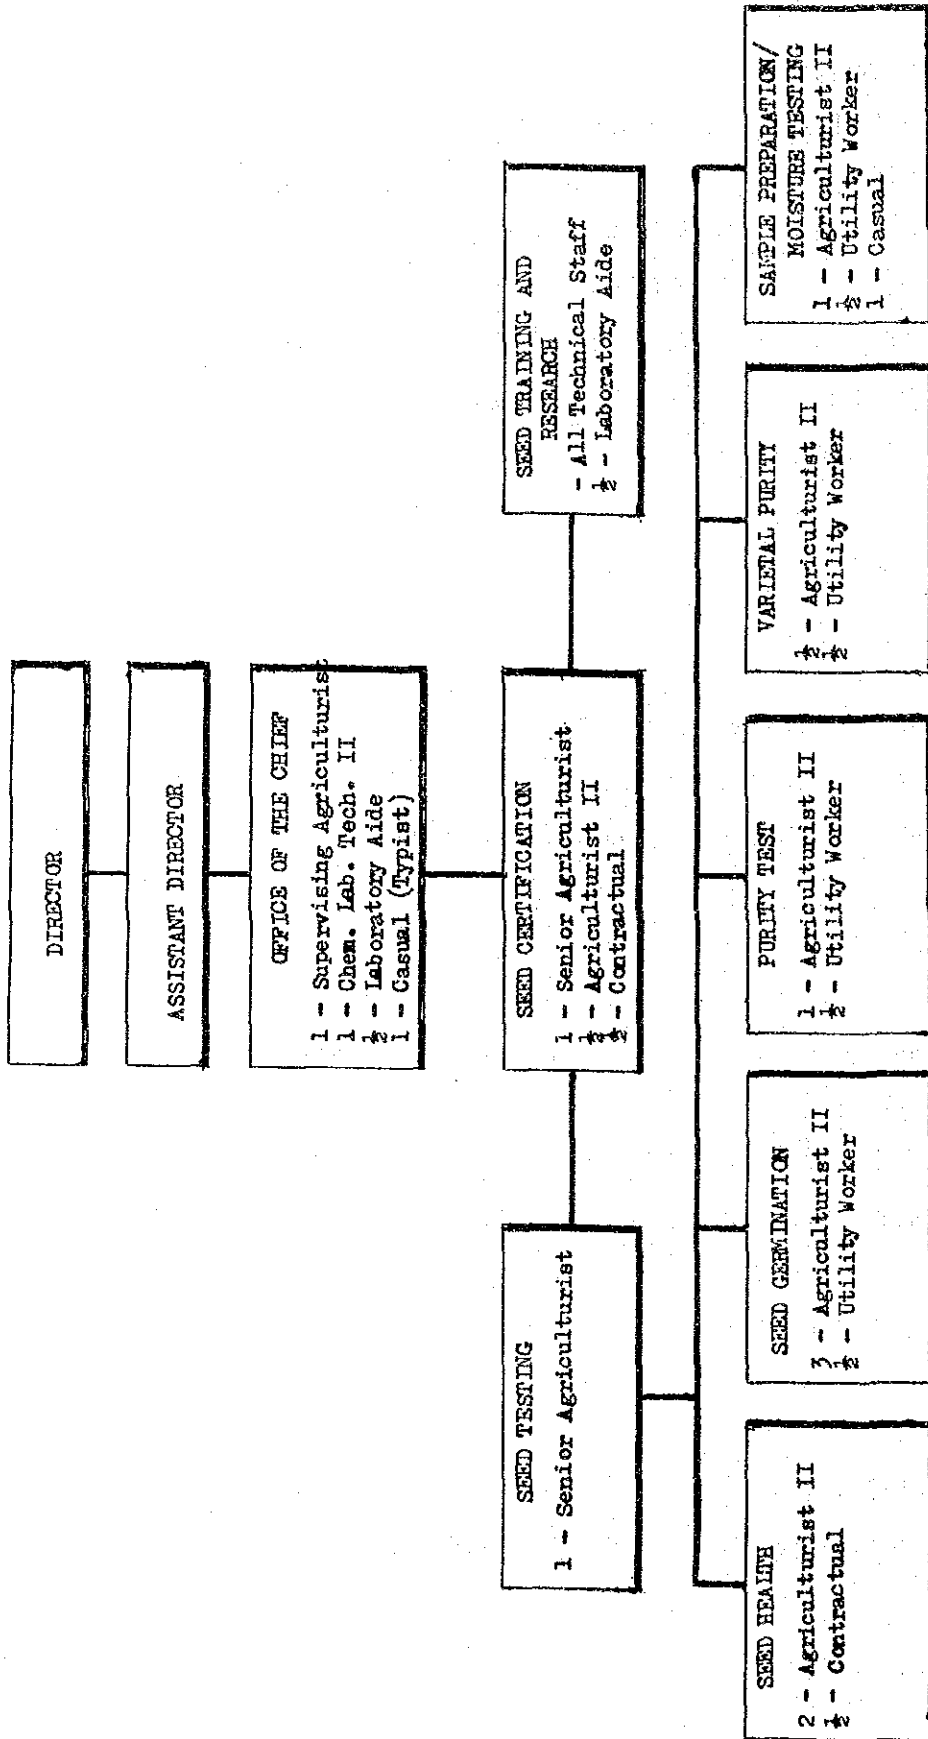 DIRECTOR
ASSISTANT DIRECTOR
OFFICE OF THE CHIEF
1 - Supervising Agriculturist
1 - Chem. Lab. Tech. II
½ - Laboratory Aide
1 - Casual (Typist)
SEED TESTING
1 - Senior Agriculturist
SEED CERTIFICATION
1 - Senior Agriculturist
½ - Agriculturist II
½ - Contractual
SEED TRAINING AND
RESEARCH
- All Technical Staff
½ - Laboratory Aide
SEED HEALTH
2 - Agriculturist II
½ - Contractual
SEED GERMINATION
3 - Agriculturist II
½ - Utility Worker
PURITY TEST
1 - Agriculturist II
½ - Utility Worker
VARIETAL PURITY
½ - Agriculturist II
½ - Utility Worker
SAMPLE PREPARATION/
MOISTURE TESTING
1 - Agriculturist II
½ - Utility Worker
1 - Casual